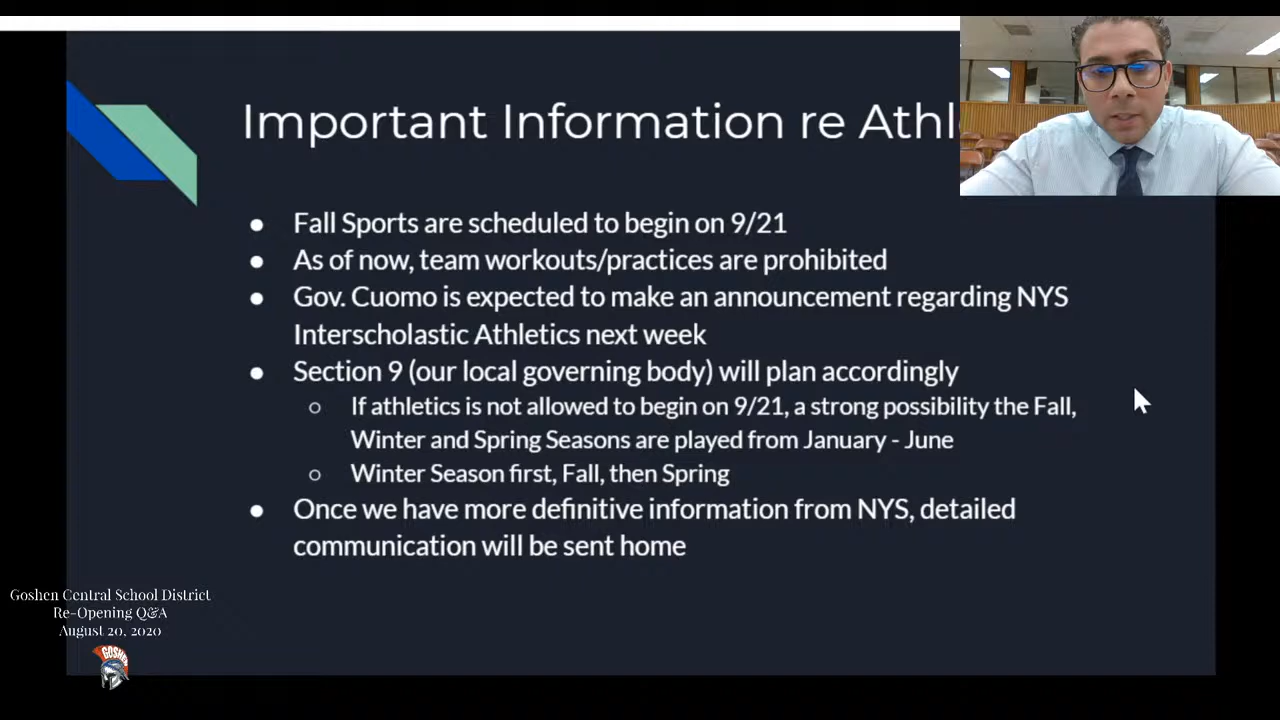 Important Information re Athl
Fall Sports are scheduled to begin on 9/21
As of now, team workouts/practices are prohibited
Gov. Cuomo is expected to make an announcement regarding NYS
Interscholastic Athletics next week
Section 9 (our local governing body) will plan accordingly
If athletics is not allowed to begin on 9/21, a strong possibility the Fall,
Winter and Spring Seasons are played from January - June
Winter Season first, Fall, then Spring
Once we have more definitive information from NYS, detailed
communication will be sent home
Goshen Central School District
Re-Opening Q&A
August 20, 2020
GOSHEN